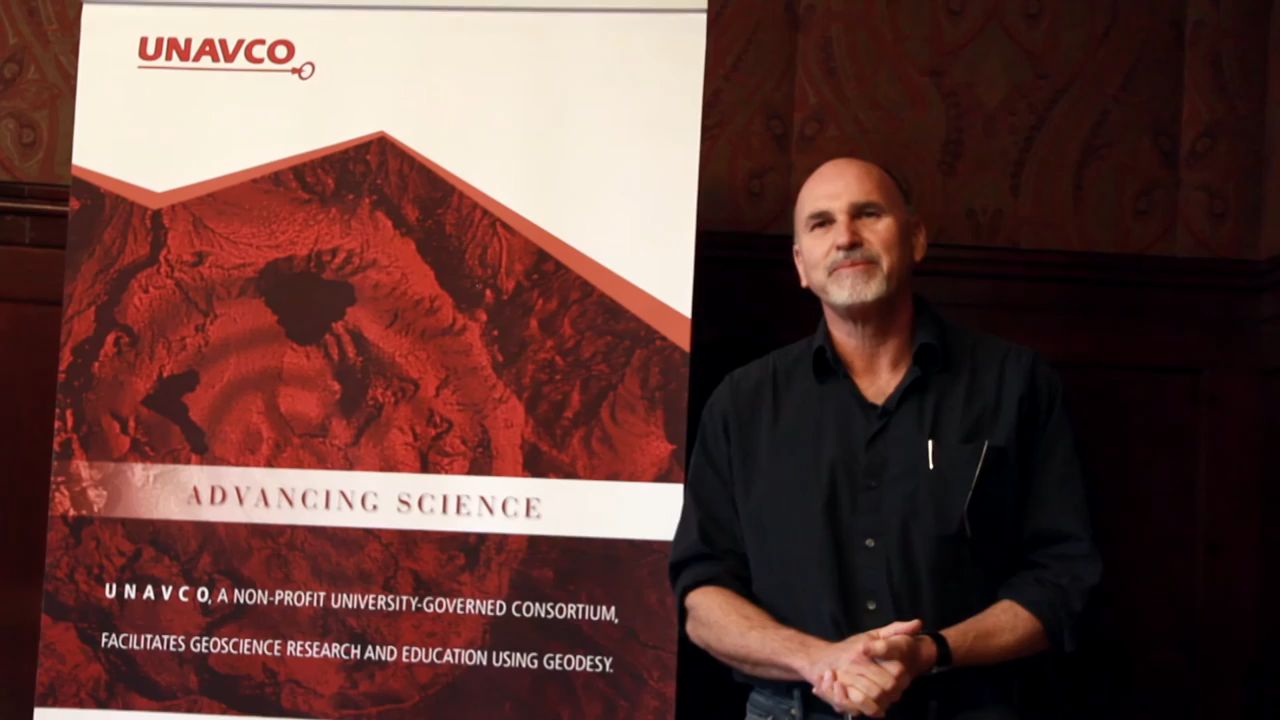 UNAVCO
ADVANCING SCIENCE
UNAVCO, A NON-PROFIT UNIVERSITY-GOVERNED CONSORTIUM,
FACILITATES GEOSCIENCE RESEARCH AND EDUCATION USING GEODESY.